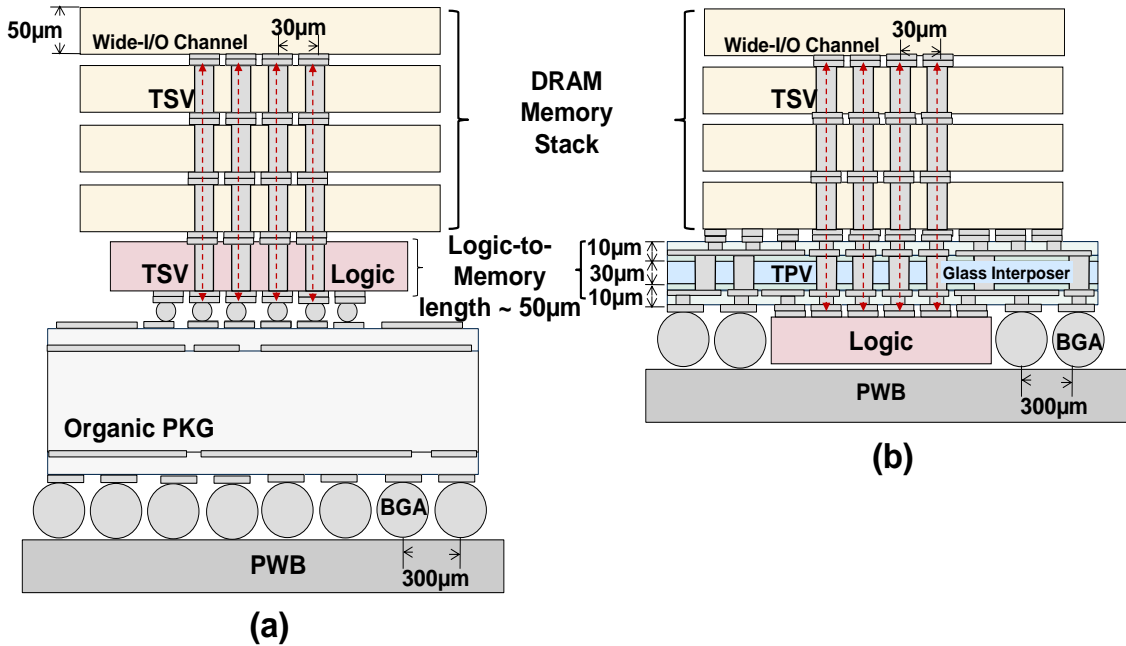 50µm
Wide-I/O Channel
30µm
TSV
TSV
Logic
Organic PKG
BGA
PWB
300µm
(a)
DRAM
Memory
Stack
Logic-to-
Memory
length ~ 50µm
30µm
Wide-I/O Channel
TSV
10µm
30µm
10µm
TPV
Glass Interposer
Logic
BGA
PWB
300µm
(b)